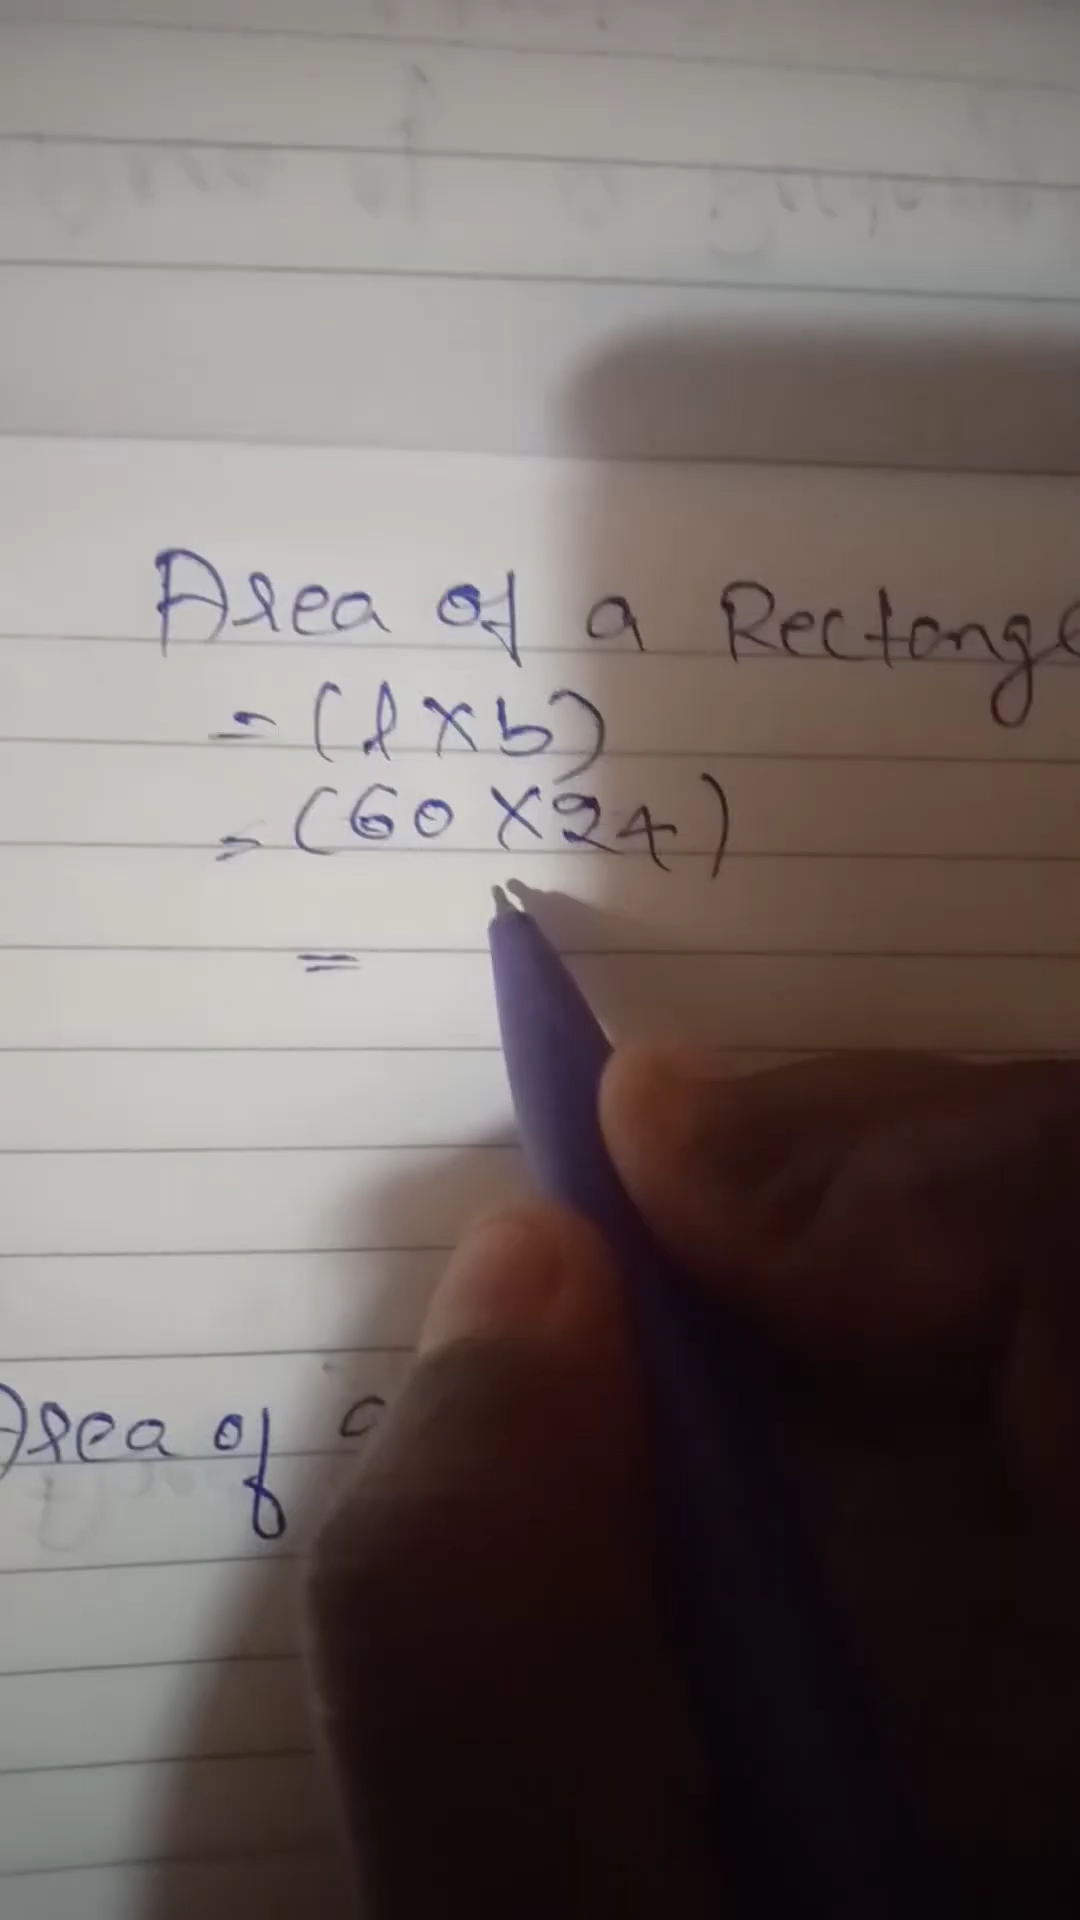 Area of a Rectangle
= (l×b)
= (60×24)
=
Area of a